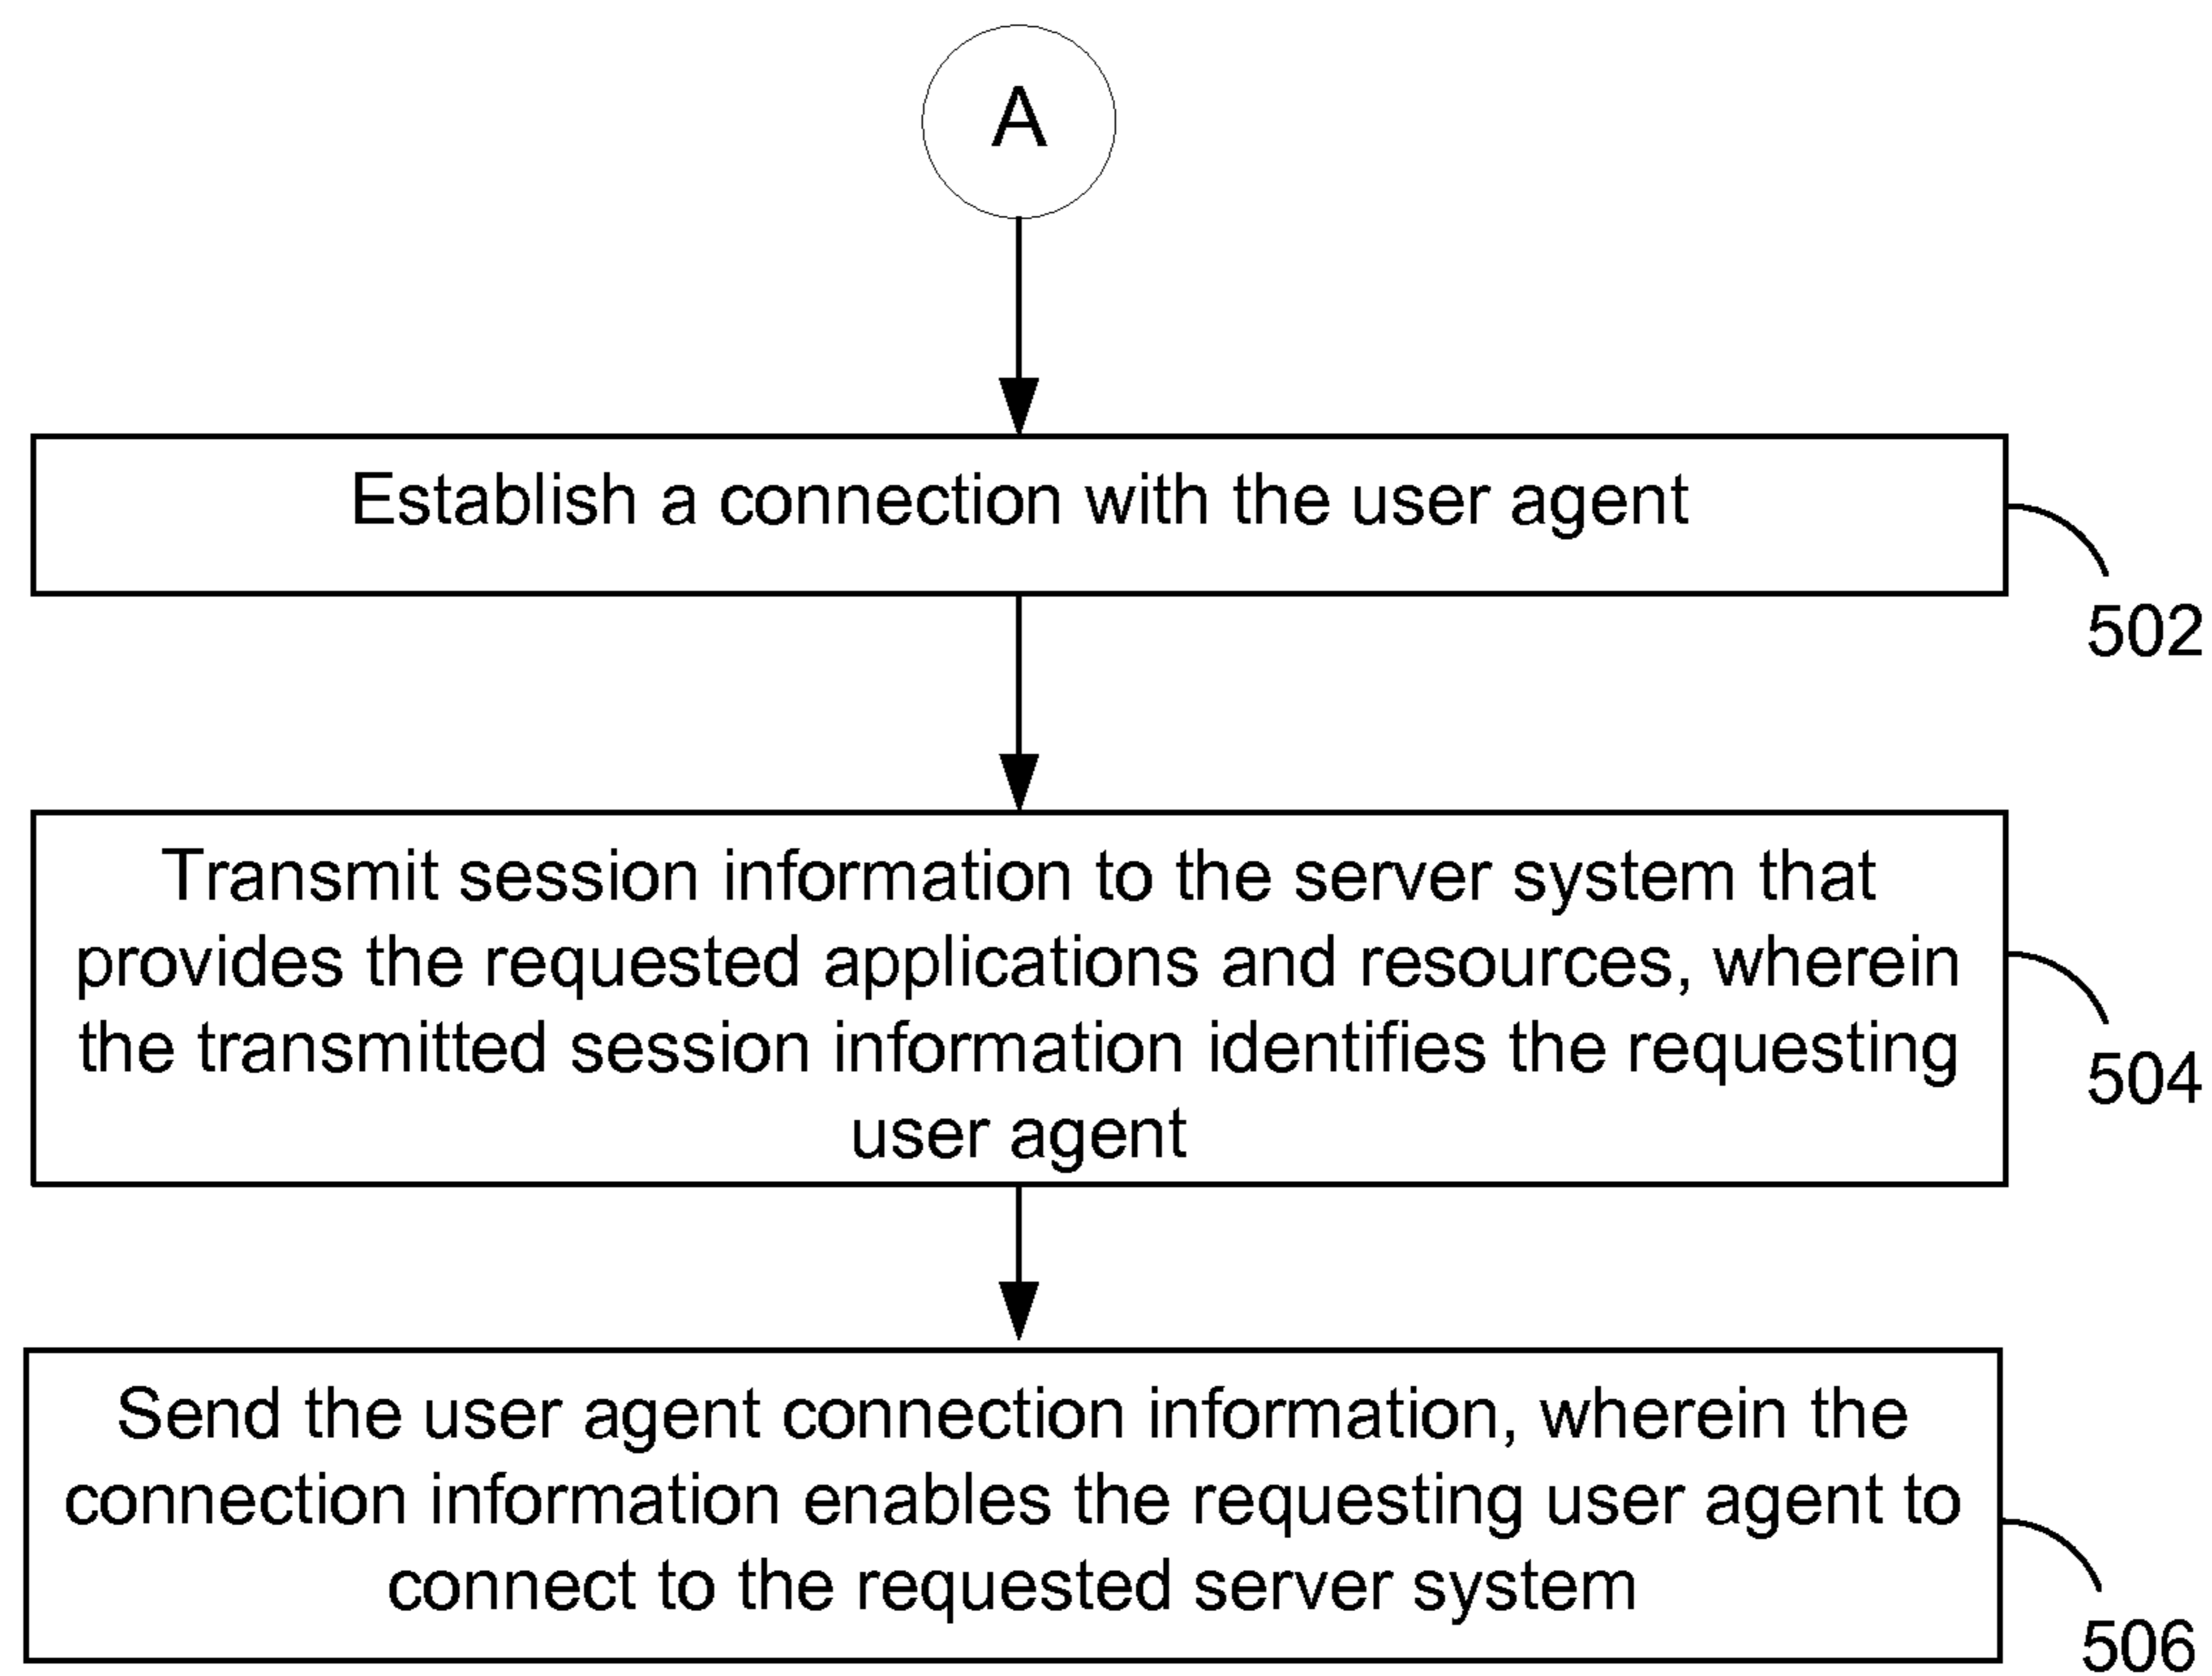 A
Establish a connection with the user agent
502
Transmit session information to the server system that
provides the requested applications and resources, wherein
the transmitted session information identifies the requesting
user agent
504
Send the user agent connection information, wherein the
connection information enables the requesting user agent to
connect to the requested server system
506